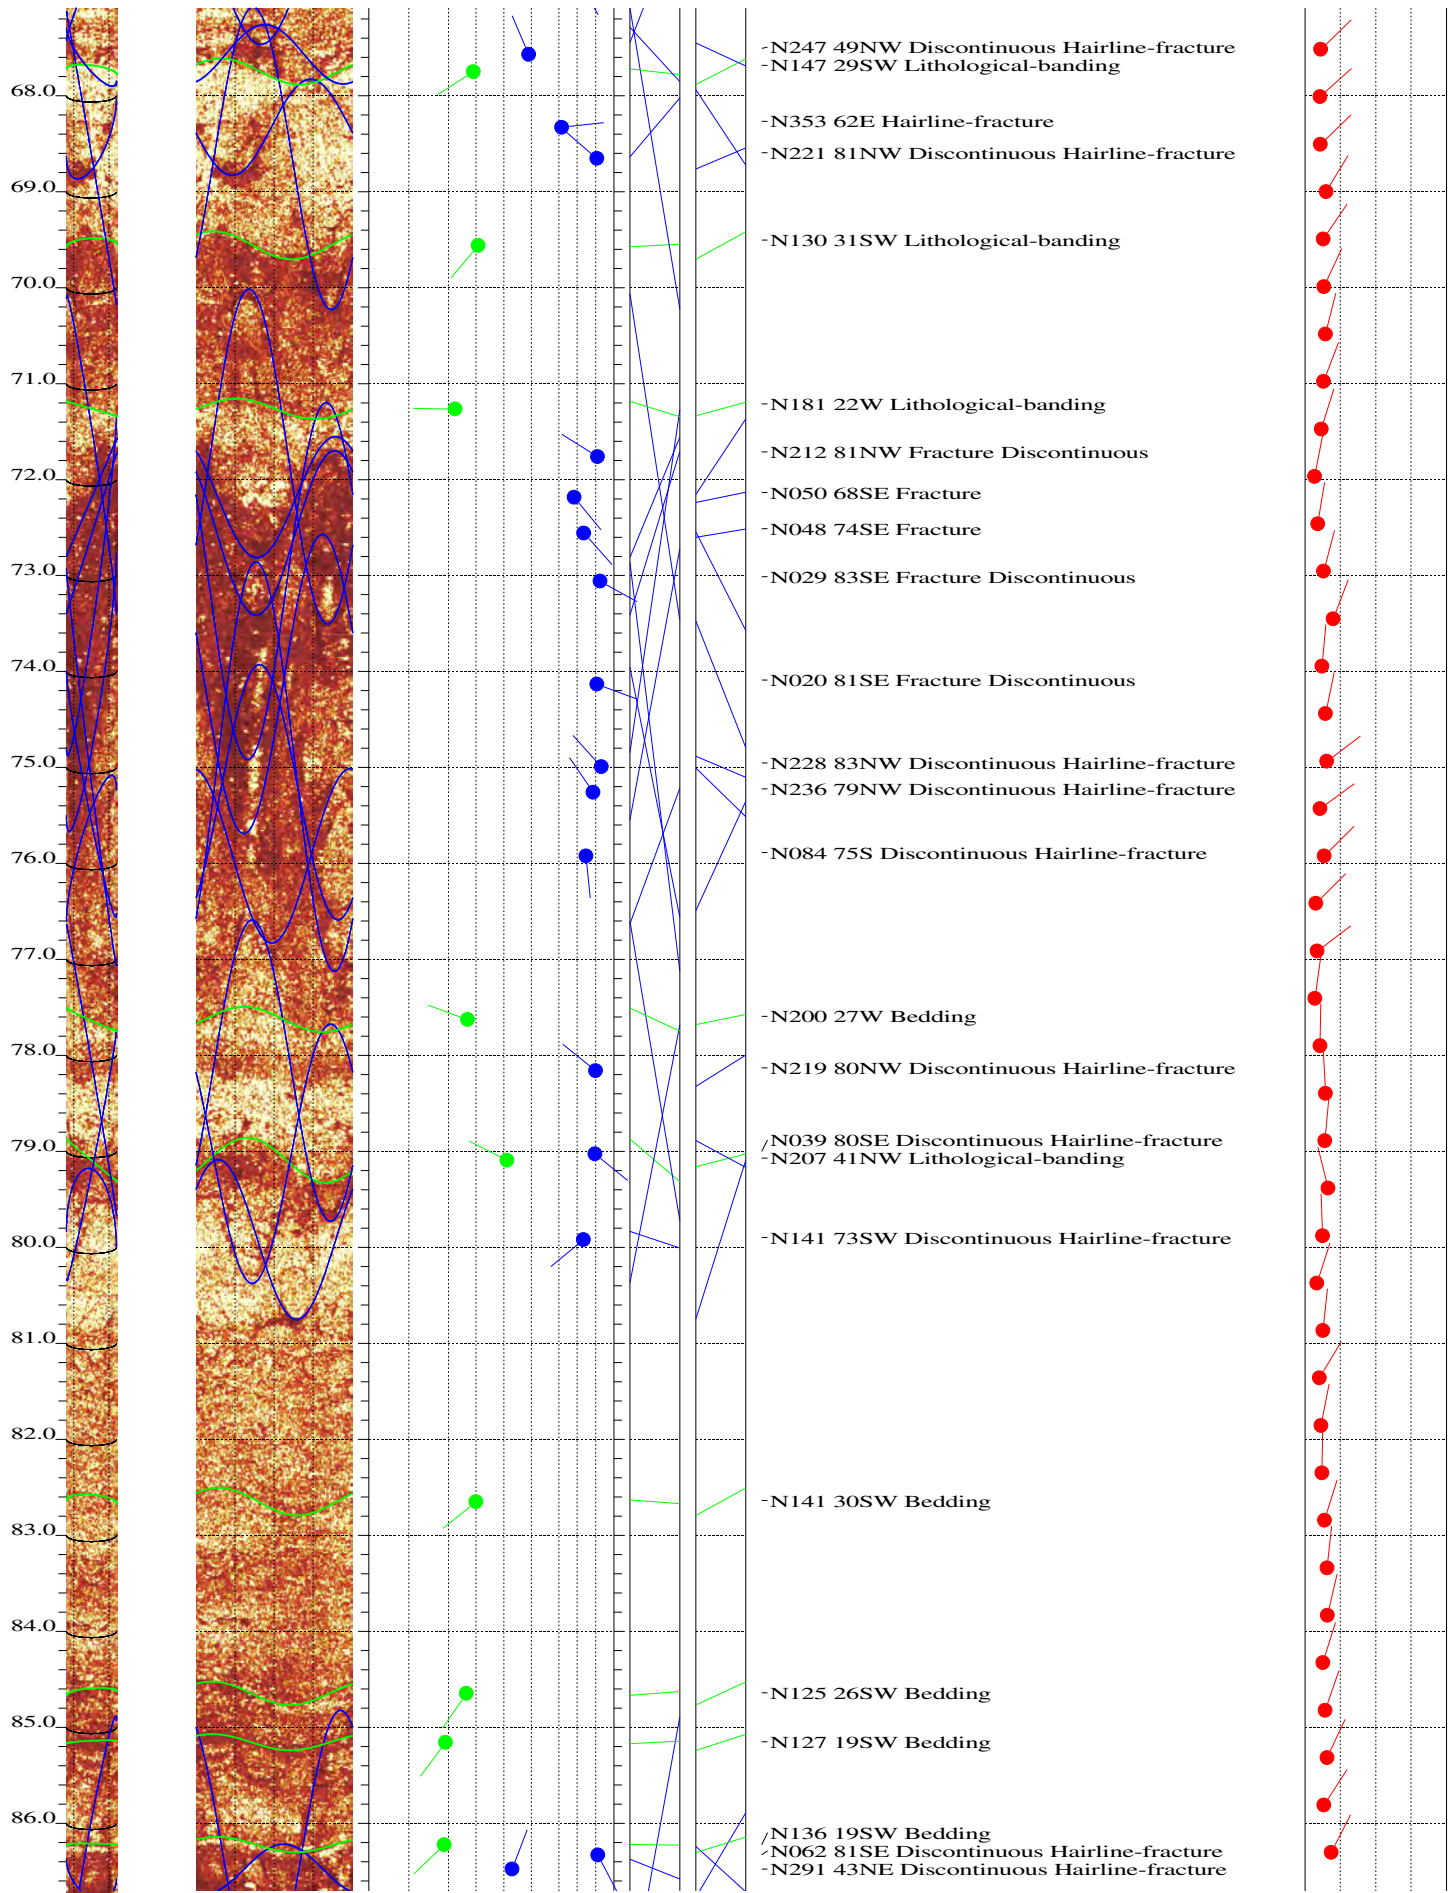 -N247 49NW Discontinuous Hairline-fracture
-N147 29SW Lithological-banding
68.0
-N353 62E Hairline-fracture
-N221 81NW Discontinuous Hairline-fracture
69.0
-N130 31SW Lithological-banding
70.0
71.0
-N181 22W Lithological-banding
-N212 81NW Fracture Discontinuous
72.0
-N050 68SE Fracture
-N048 74SE Fracture
73.0
-N029 83SE Fracture Discontinuous
74.0
-N020 81SE Fracture Discontinuous
75.0
-N228 83NW Discontinuous Hairline-fracture
-N236 79NW Discontinuous Hairline-fracture
76.0
-N084 75S Discontinuous Hairline-fracture
77.0
-N200 27W Bedding
78.0
-N219 80NW Discontinuous Hairline-fracture
79.0
N039 80SE Discontinuous Hairline-fracture
-N207 41NW Lithological-banding
80.0
-N141 73SW Discontinuous Hairline-fracture
81.0
82.0
-N141 30SW Bedding
83.0
84.0
-N125 26SW Bedding
85.0
-N127 19SW Bedding
86.0
N136 19SW Bedding
N062 81SE Discontinuous Hairline-fracture
-N291 43NE Discontinuous Hairline-fracture